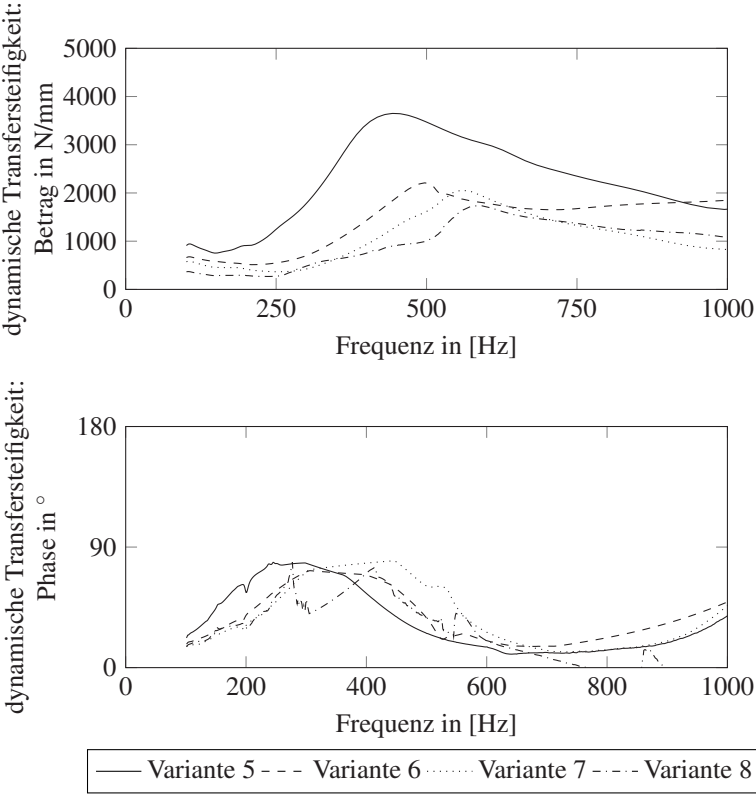 dynamische Transfersteifigkeit:
Betrag in N/mm
5000
4000
3000
2000
1000
0
0 250 500 750 1000
Frequenz in [Hz]
dynamische Transfersteifigkeit:
Phase in °
180
90
0
0 200 400 600 800 1000
Frequenz in [Hz]
Variante 5 Variante 6 Variante 7 Variante 8